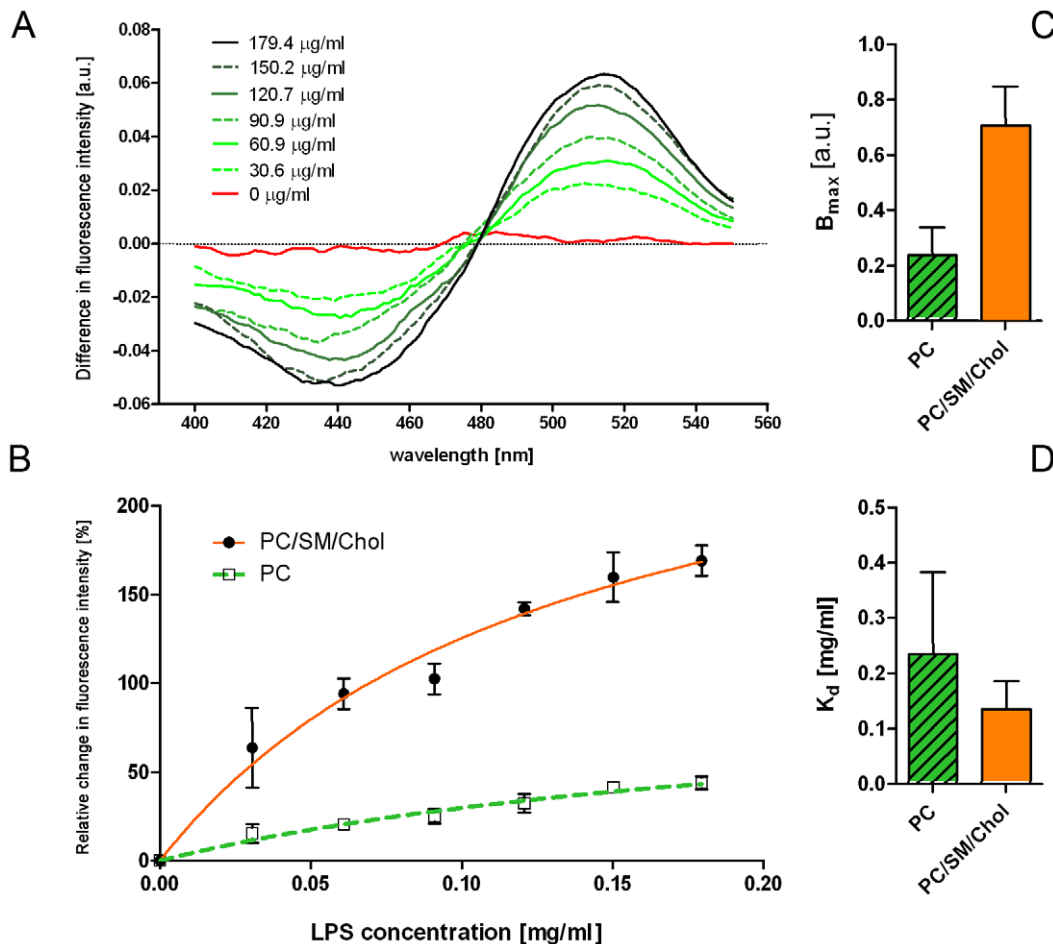 A
Difference in fluorescence intensity [a.u.]
0.08
0.06
0.04
0.02
0.00
-0.02
-0.04
-0.06
179.4 μg/ml
150.2 μg/ml
120.7 μg/ml
90.9 μg/ml
60.9 μg/ml
30.6 μg/ml
0 μg/ml
400 420 440 460 480 500 520 540 560
wavelength [nm]
C
Bmax [a.u.]
1.0
0.8
0.6
0.4
0.2
0.0
PC
PC/SM/Chol
B
Relative change in fluorescence intensity [%]
200
150
100
50
0
PC/SM/Chol
PC
0.00 0.05 0.10 0.15 0.20
LPS concentration [mg/ml]
D
Kd [mg/ml]
0.5
0.4
0.3
0.2
0.1
0.0
PC
PC/SM/Chol